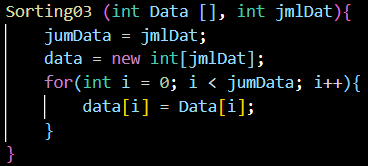 Sorting03 (int Data [], int jmlDat){
    jumData = jmlDat;
    data = new int[jmlDat];
    for(int i = 0; i < jumData; i++){
        data[i] = Data[i];
    }
}